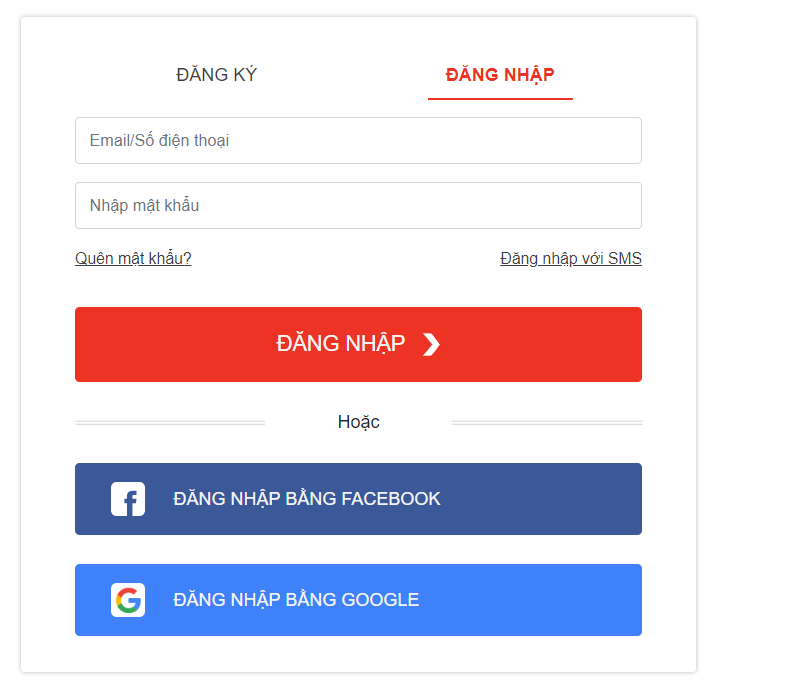 ĐĂNG KÝ
ĐĂNG NHẬP
Email/Số điện thoại
Nhập mật khẩu
Quên mật khẩu?
Đăng nhập với SMS
ĐĂNG NHẬP
Hoặc
ĐĂNG NHẬP BẰNG FACEBOOK
ĐĂNG NHẬP BẰNG GOOGLE